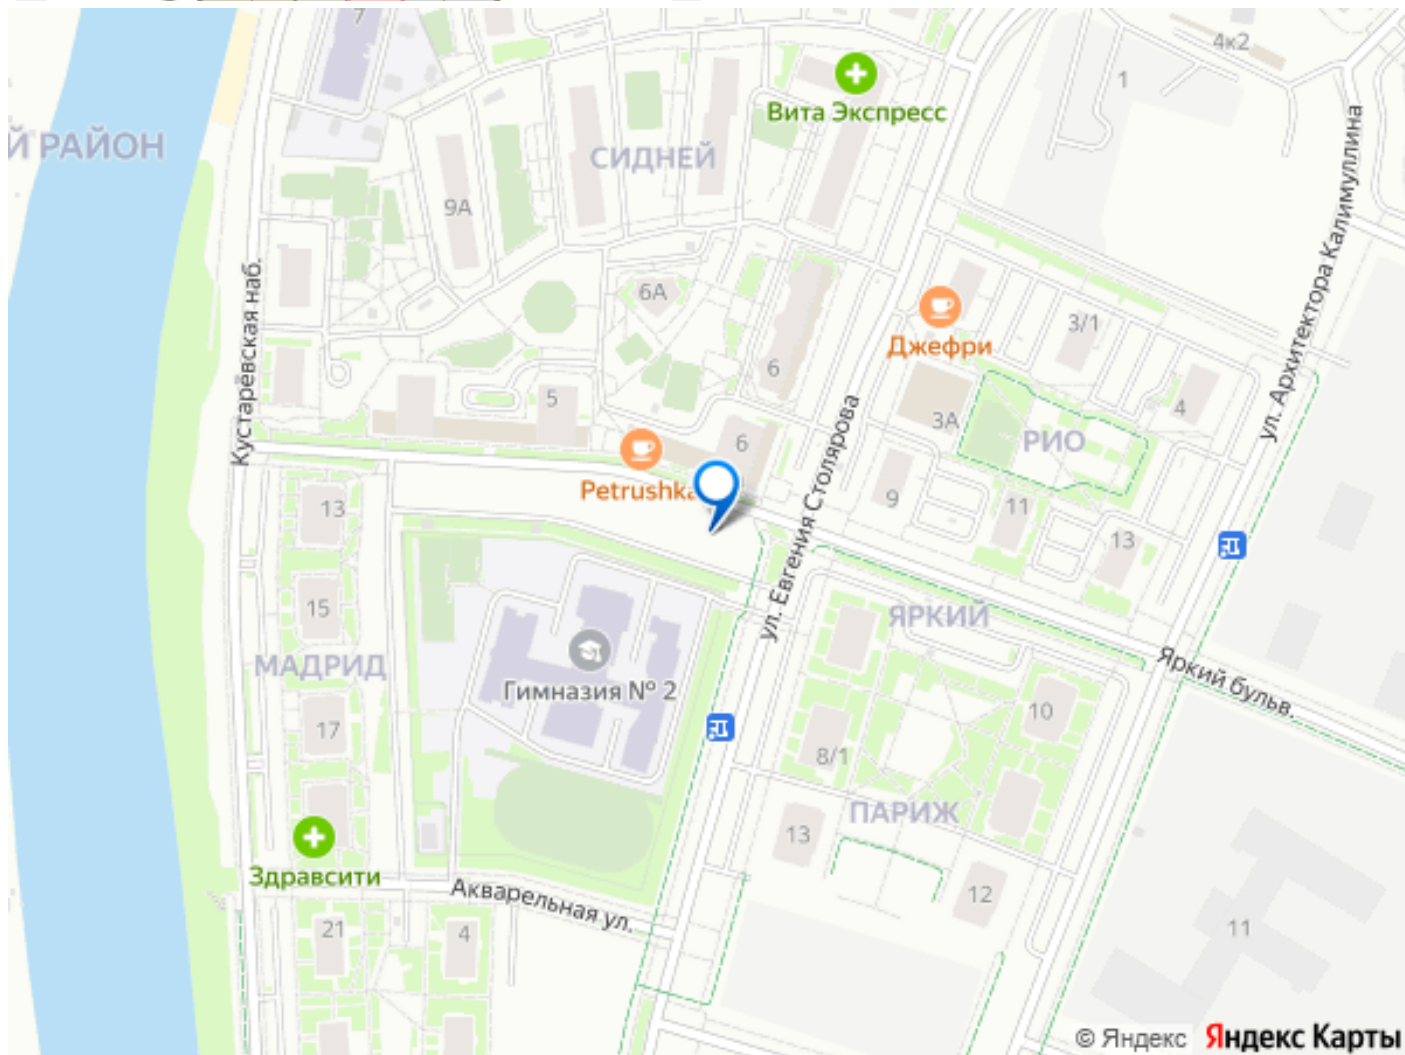 7
4к2
1
Вита Экспресс
Й РАЙОН
СИДНЕЙ
9А
ул. Архитектора Калимуллина
Кустарёвская наб.
6А
3/1
Джефри
6
5
4
3А
РИО
6
ул. Евгения Столярова
Petrushka
9
11
13
13
15
ЯРКИЙ
МАДРИД
Яркий бульв.
Гимназия № 2
17
10
8/1
ПАРИЖ
13
Здравсити
Акварельная ул.
12
21
4
11
© Яндекс Яндекс Карты